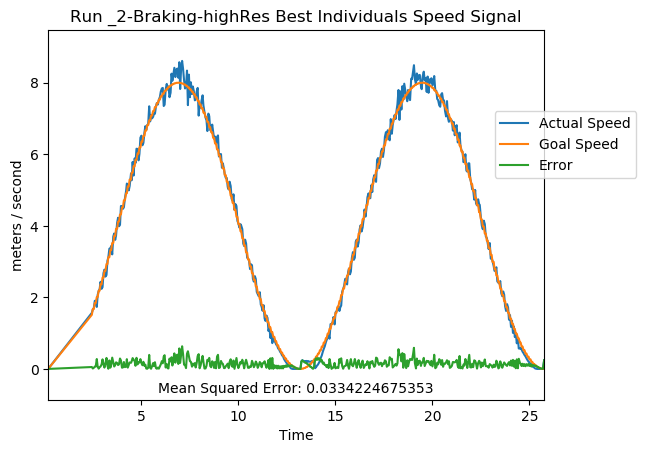 Run _2-Braking-highRes Best Individuals Speed Signal
meters / second
8
6
4
2
0
Actual Speed
Goal Speed
Error
Mean Squared Error: 0.0334224675353
5 10 15 20 25
Time